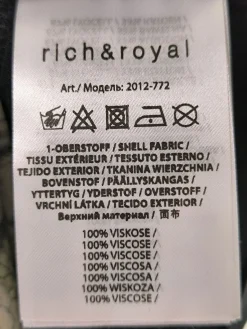 rich&royal
Art./ Модель: 2012-772
1-OBERSTOFF / SHELL FABRIC /
TISSU EXTÉRIEUR / TESSUTO ESTERNO /
TEJIDO EXTERIOR / TKANINA WIERZCHNIA /
BOVENSTOF / PÄÄLLYSKANGAS /
YTTERTYG / YDERSTOF / OVERSTOFF /
VRCHNÍ LÁTKA / TECIDO EXTERIOR /
Верхний материал / 面布
100% VISKOSE /
100% VISCOSE /
100% VISCOSE /
100% VISCOSA /
100% VISCOSA /
100% WISKOZA /
100% VISCOSE /